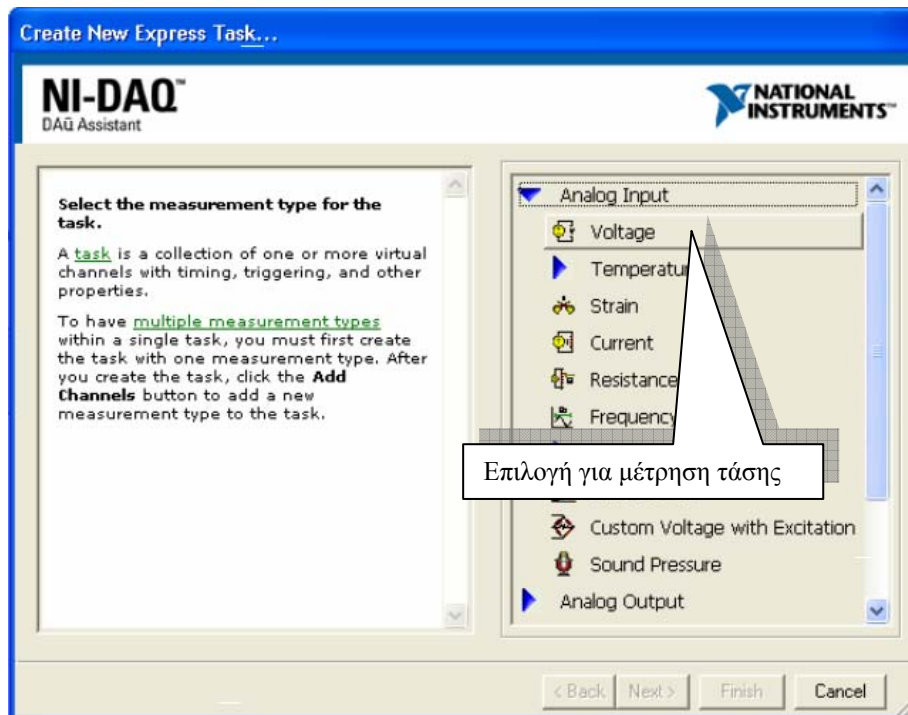 Create New Express Task...
NI-DAQ™
DAQ Assistant
NATIONAL
INSTRUMENTS™
Select the measurement type for the
task.
A task is a collection of one or more virtual
channels with timing, triggering, and other
properties.
To have multiple measurement types
within a single task, you must first create
the task with one measurement type. After
you create the task, click the Add
Channels button to add a new
measurement type to the task.
Analog Input
Voltage
Strain
Current
Resistance
Επιλογή για μέτρηση τάσης
Custom Voltage with Excitation
Sound Pressure
Analog Output
< Back
Next >
Finish
Cancel